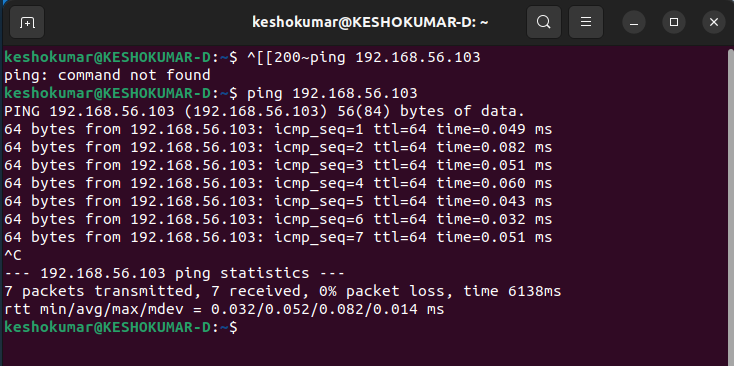 keshokumar@KESHOKUMAR-D: ~
keshokumar@KESHOKUMAR-D:~$ ^[[200~ping 192.168.56.103
ping: command not found
keshokumar@KESHOKUMAR-D:~$ ping 192.168.56.103
PING 192.168.56.103 (192.168.56.103) 56(84) bytes of data.
64 bytes from 192.168.56.103: icmp_seq=1 ttl=64 time=0.049 ms
64 bytes from 192.168.56.103: icmp_seq=2 ttl=64 time=0.082 ms
64 bytes from 192.168.56.103: icmp_seq=3 ttl=64 time=0.051 ms
64 bytes from 192.168.56.103: icmp_seq=4 ttl=64 time=0.060 ms
64 bytes from 192.168.56.103: icmp_seq=5 ttl=64 time=0.043 ms
64 bytes from 192.168.56.103: icmp_seq=6 ttl=64 time=0.032 ms
64 bytes from 192.168.56.103: icmp_seq=7 ttl=64 time=0.051 ms
^C
--- 192.168.56.103 ping statistics ---
7 packets transmitted, 7 received, 0% packet loss, time 6138ms
rtt min/avg/max/mdev = 0.032/0.052/0.082/0.014 ms
keshokumar@KESHOKUMAR-D:~$